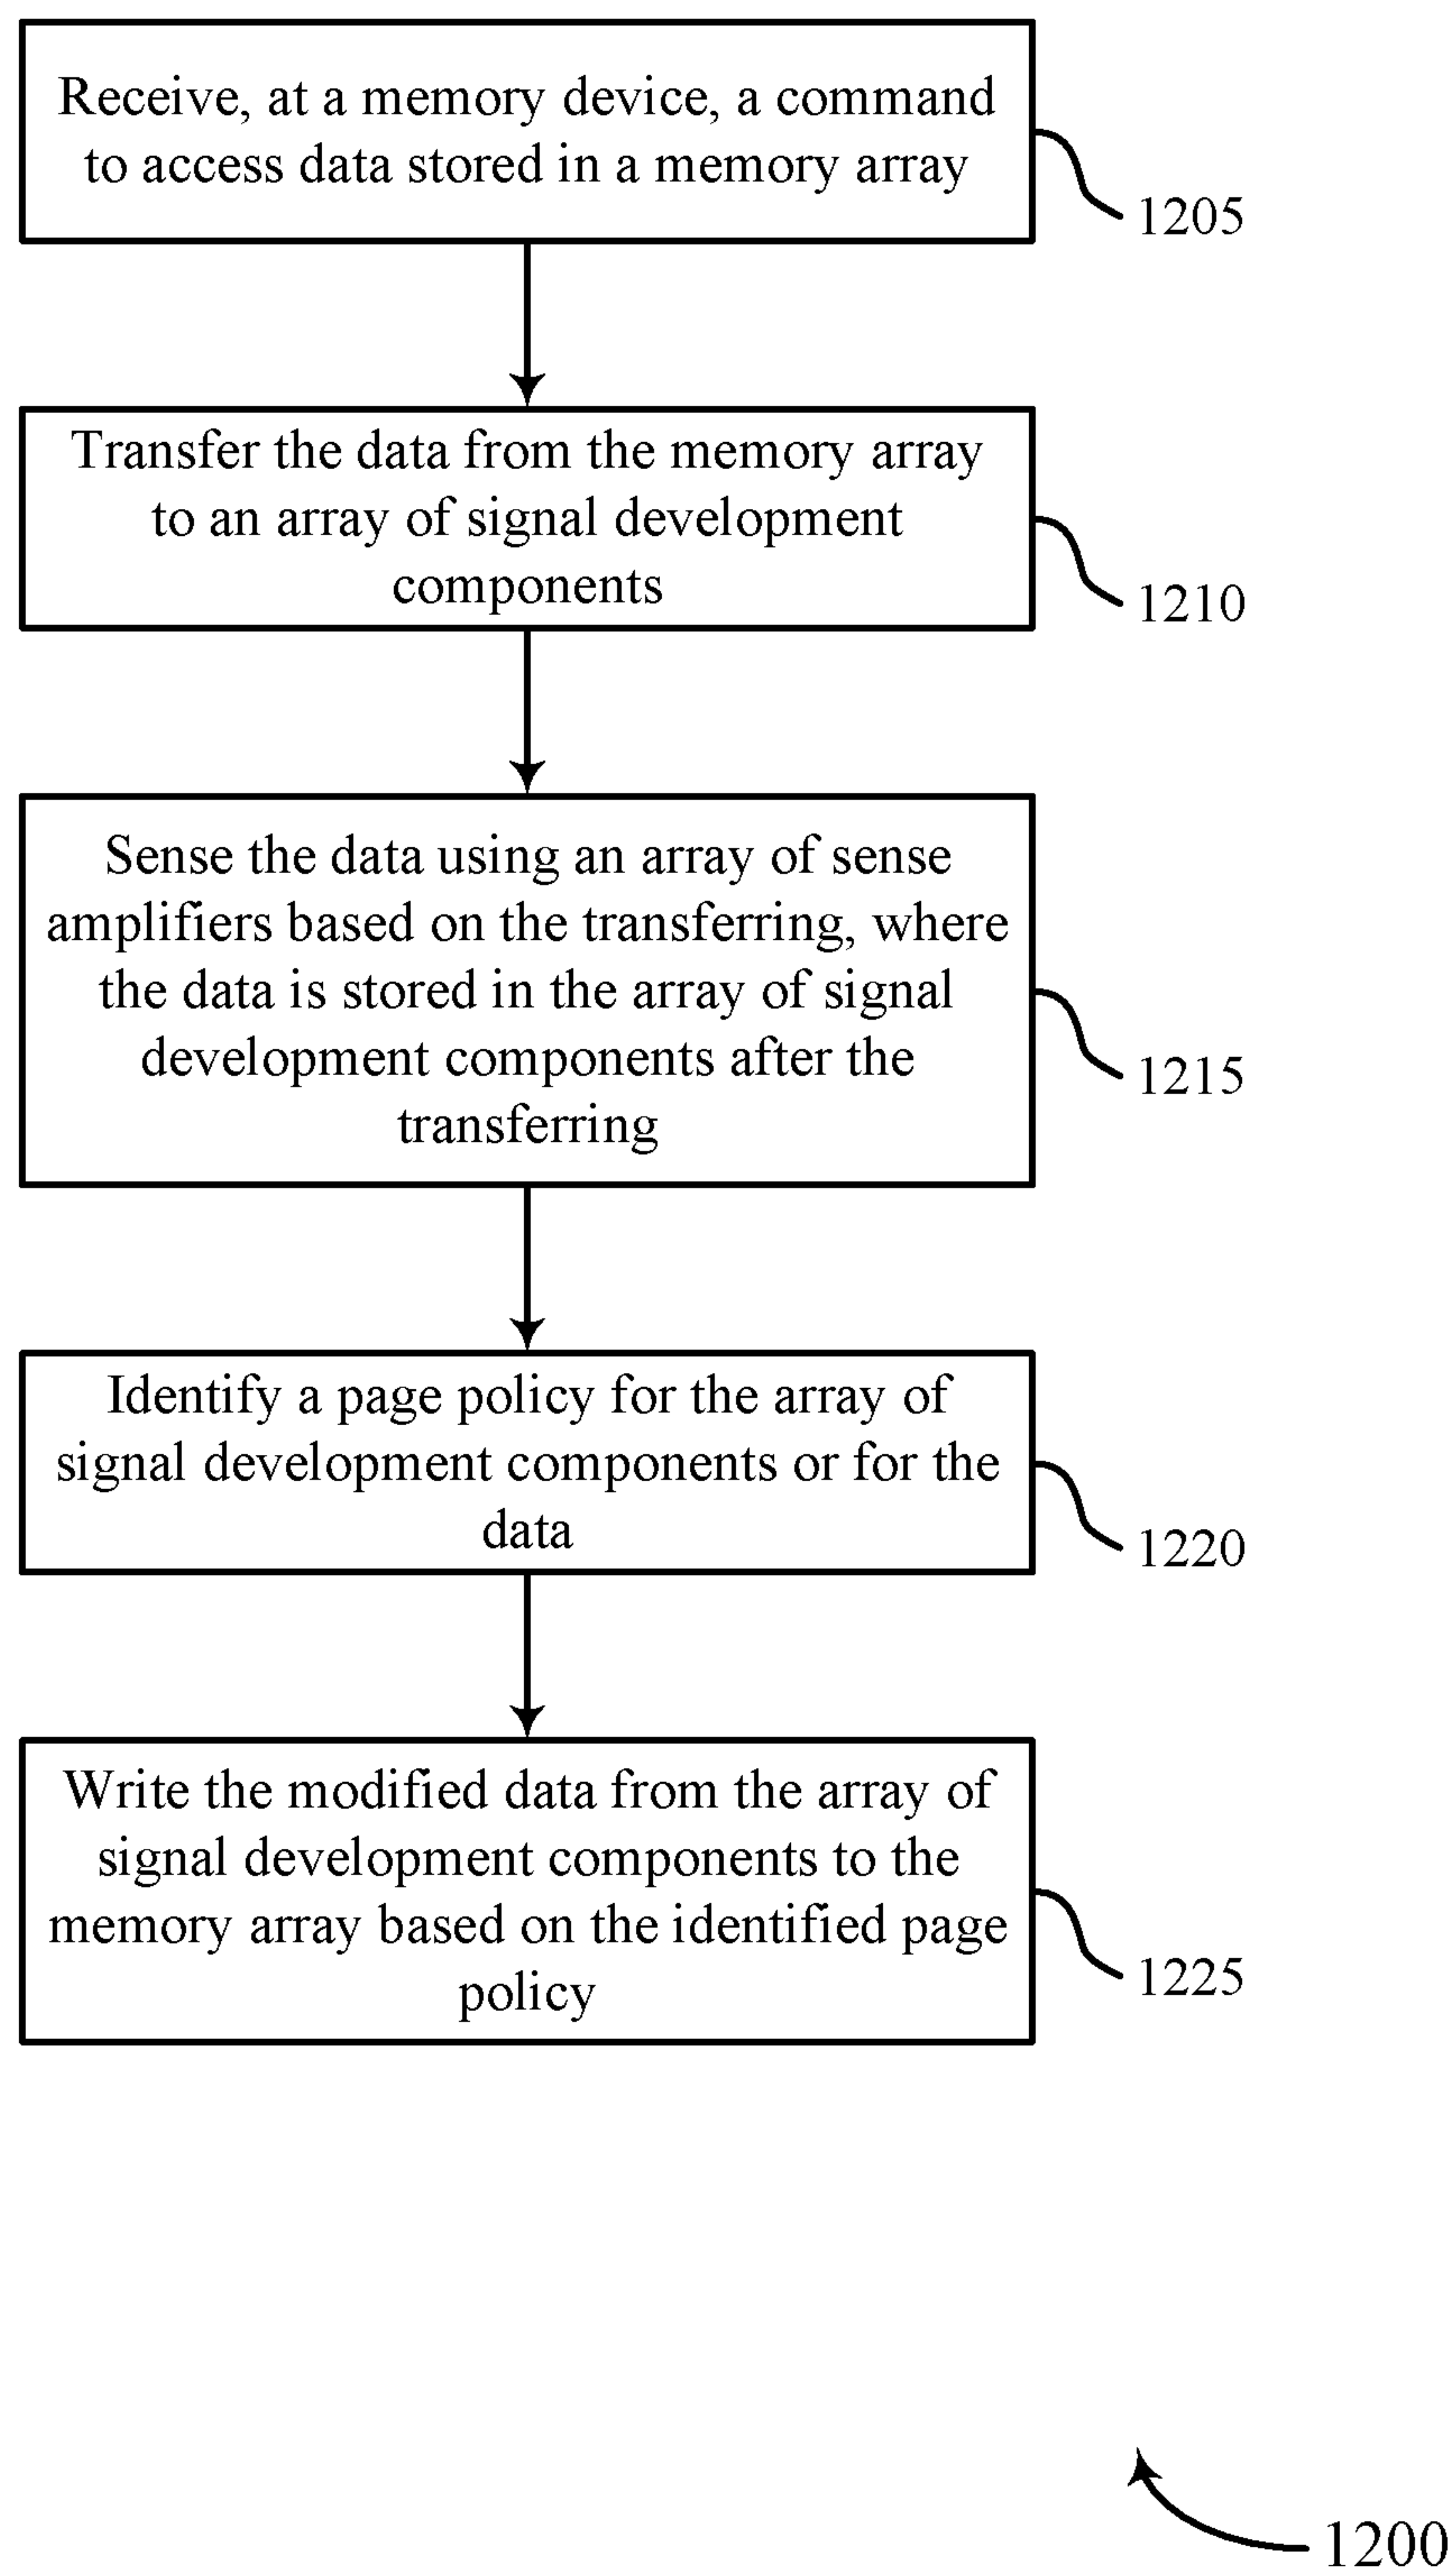 Receive, at a memory device, a command
to access data stored in a memory array
1205
Transfer the data from the memory array
to an array of signal development
components
1210
Sense the data using an array of sense
amplifiers based on the transferring, where
the data is stored in the array of signal
development components after the
transferring
1215
Identify a page policy for the array of
signal development components or for the
data
1220
Write the modified data from the array of
signal development components to the
memory array based on the identified page
policy
1225
1200